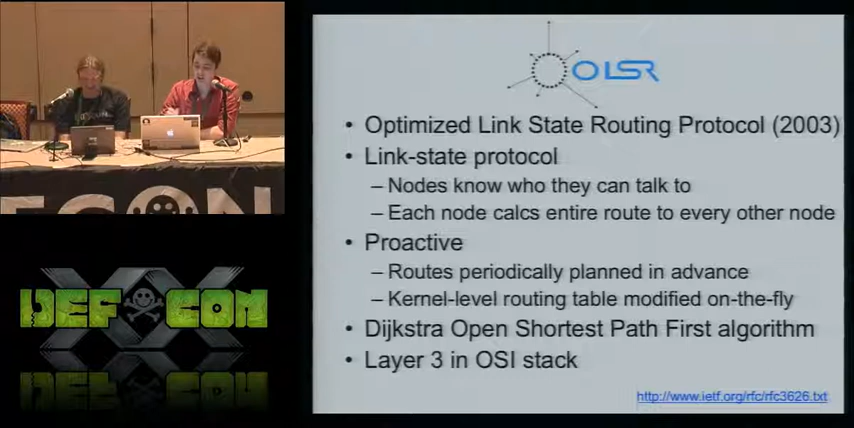 OLSR
• Optimized Link State Routing Protocol (2003)
• Link-state protocol
– Nodes know who they can talk to
– Each node calcs entire route to every other node
• Proactive
– Routes periodically planned in advance
– Kernel-level routing table modified on-the-fly
• Dijkstra Open Shortest Path First algorithm
• Layer 3 in OSI stack
http://www.ietf.org/rfc/rfc3626.txt
DEF CON
XX